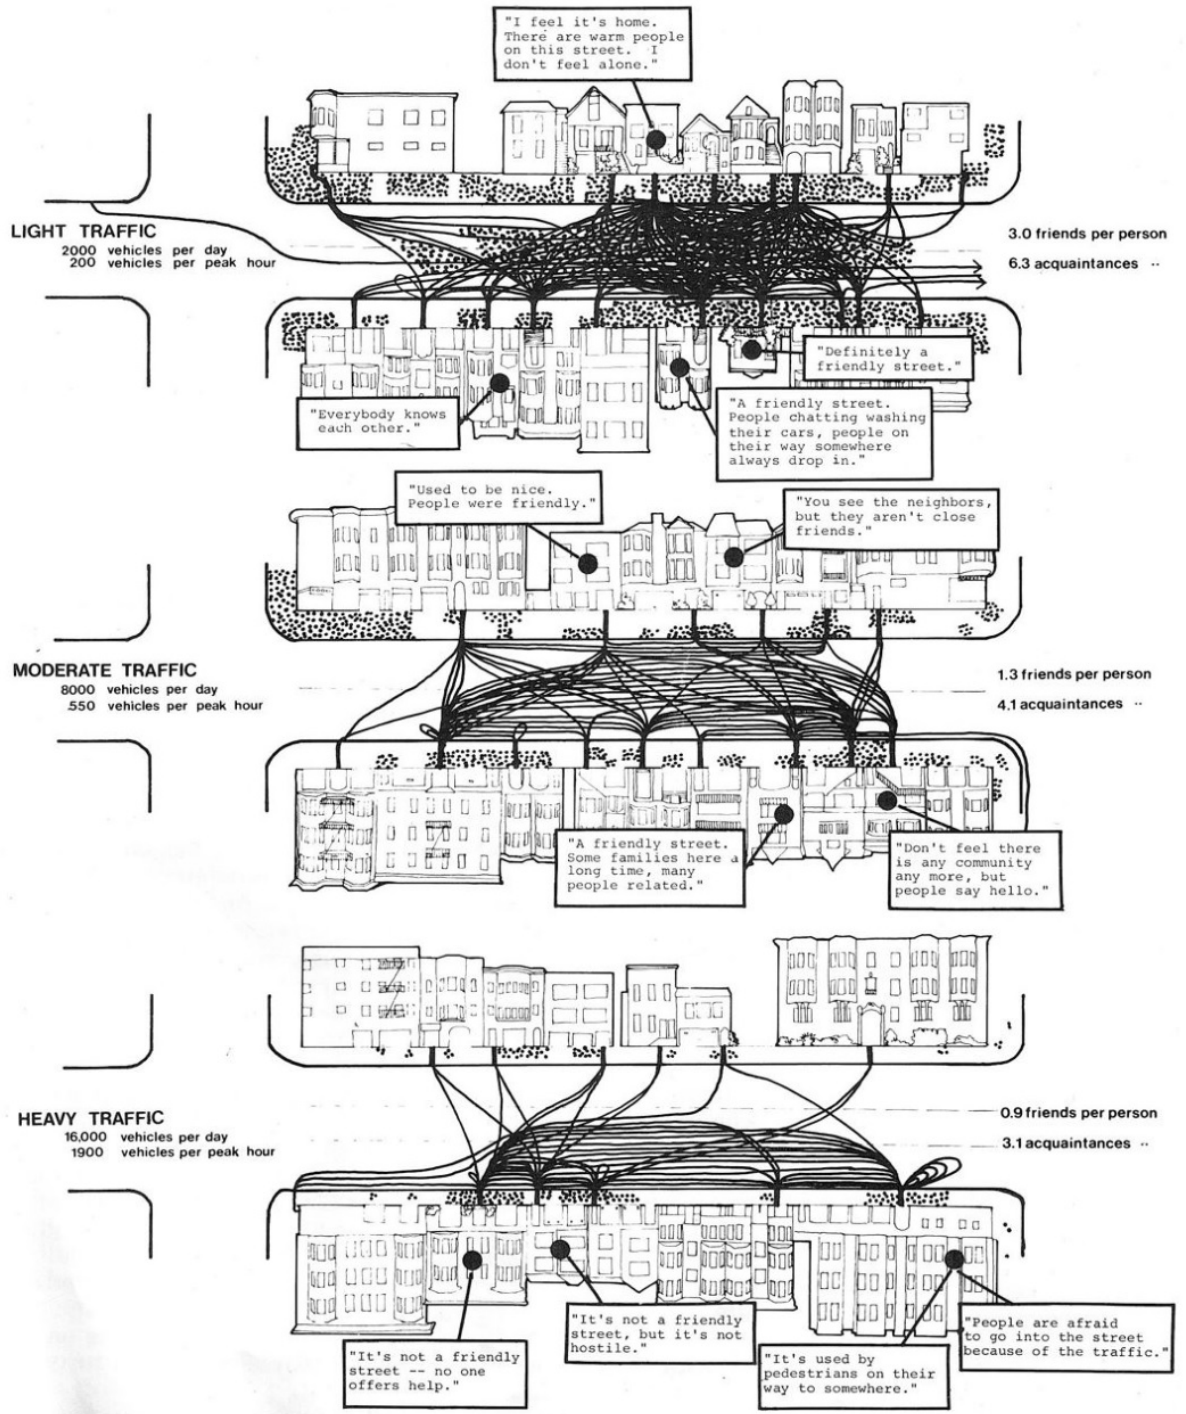 "I feel it's home.
There are warm people
on this street. I
don't feel alone."
LIGHT TRAFFIC
2000 vehicles per day
200 vehicles per peak hour
3.0 friends per person
6.3 acquaintances ··
"Definitely a
friendly street."
"Everybody knows
each other."
"A friendly street.
People chatting washing
their cars, people on
their way somewhere
always drop in."
"Used to be nice.
People were friendly."
"You see the neighbors,
but they aren't close
friends."
MODERATE TRAFFIC
8000 vehicles per day
550 vehicles per peak hour
1.3 friends per person
4.1 acquaintances ··
"A friendly street.
Some families here a
long time, many
people related."
"Don't feel there
is any community
any more, but
people say hello."
HEAVY TRAFFIC
16,000 vehicles per day
1900 vehicles per peak hour
0.9 friends per person
3.1 acquaintances ··
"It's not a friendly
street -- no one
offers help."
"It's not a friendly
street, but it's not
hostile."
"It's used by
pedestrians on their
way to somewhere."
"People are afraid
to go into the street
because of the traffic."